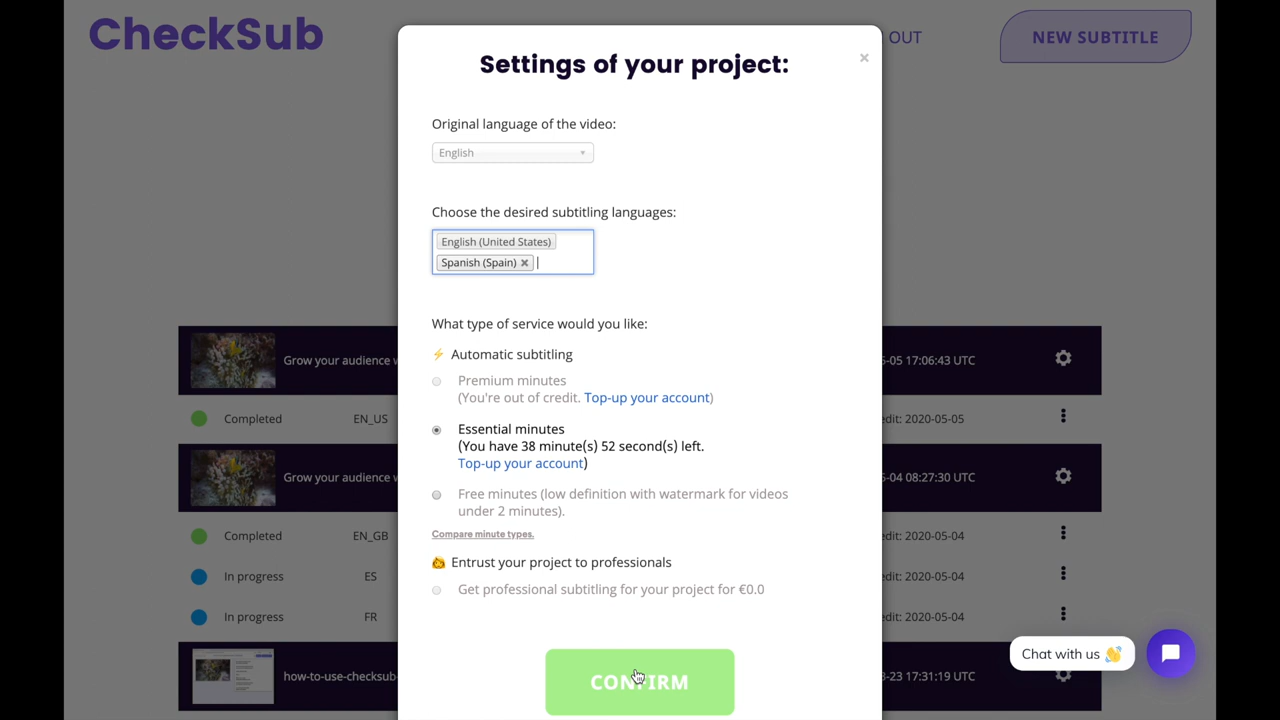 CheckSub
OUT
NEW SUBTITLE
Settings of your project:
×
Original language of the video:
English
Choose the desired subtitling languages:
English (United States)
Spanish (Spain) ×
What type of service would you like:
⚡ Automatic subtitling
Premium minutes
(You're out of credit. Top-up your account)
Essential minutes
(You have 38 minute(s) 52 second(s) left.
Top-up your account)
Free minutes (low definition with watermark for videos
under 2 minutes).
Compare minute types.
Entrust your project to professionals
Get professional subtitling for your project for €0.0
CONFIRM
Grow your audience
5-05 17:06:43 UTC
Completed EN_US
edit: 2020-05-05
Grow your audience
5-04 08:27:30 UTC
Completed EN_GB
edit: 2020-05-04
In progress ES
edit: 2020-05-04
In progress FR
edit: 2020-05-04
how-to-use-checksub
3-23 17:31:19 UTC
Chat with us 👋